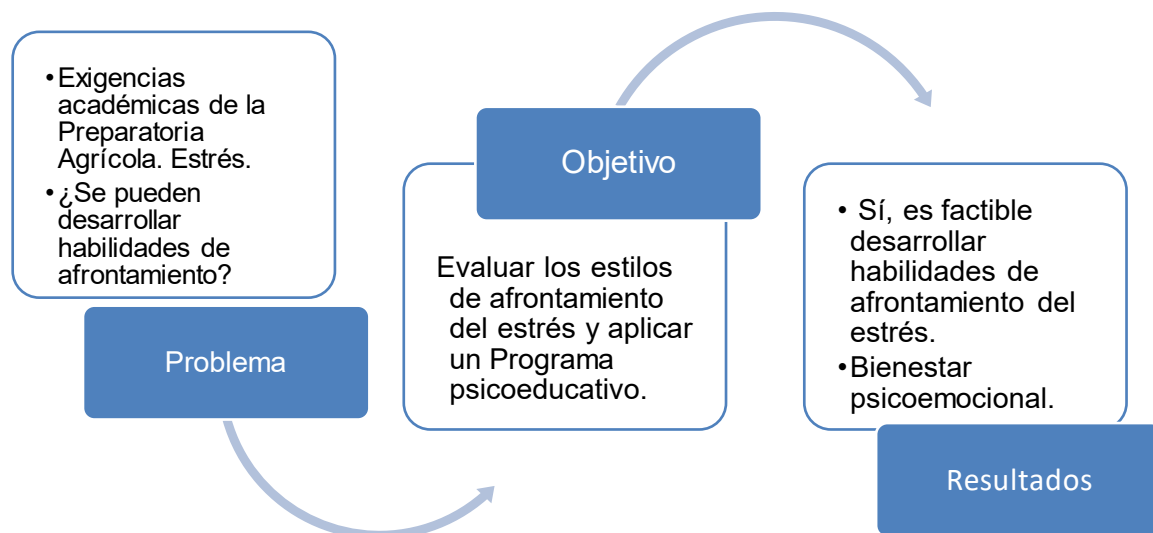 •Exigencias
académicas de la
Preparatoria
Agrícola. Estrés.
•¿Se pueden
desarrollar
habilidades de
afrontamiento?
Problema
Objetivo
Evaluar los estilos
de afrontamiento
del estrés y aplicar
un Programa
psicoeducativo.
• Sí, es factible
desarrollar
habilidades de
afrontamiento del
estrés.
•Bienestar
psicoemocional.
Resultados